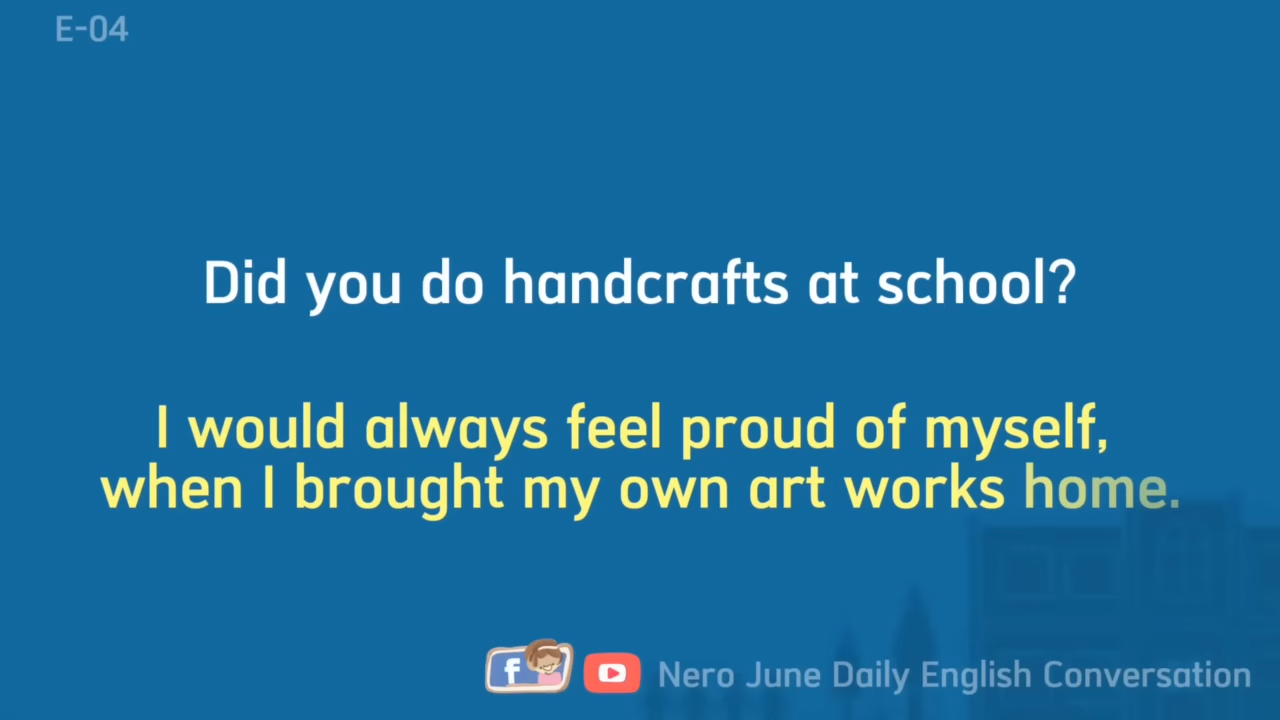 E-04
Did you do handcrafts at school?
I would always feel proud of myself,
when I brought my own art works home.
f
Nero June Daily English Conversation